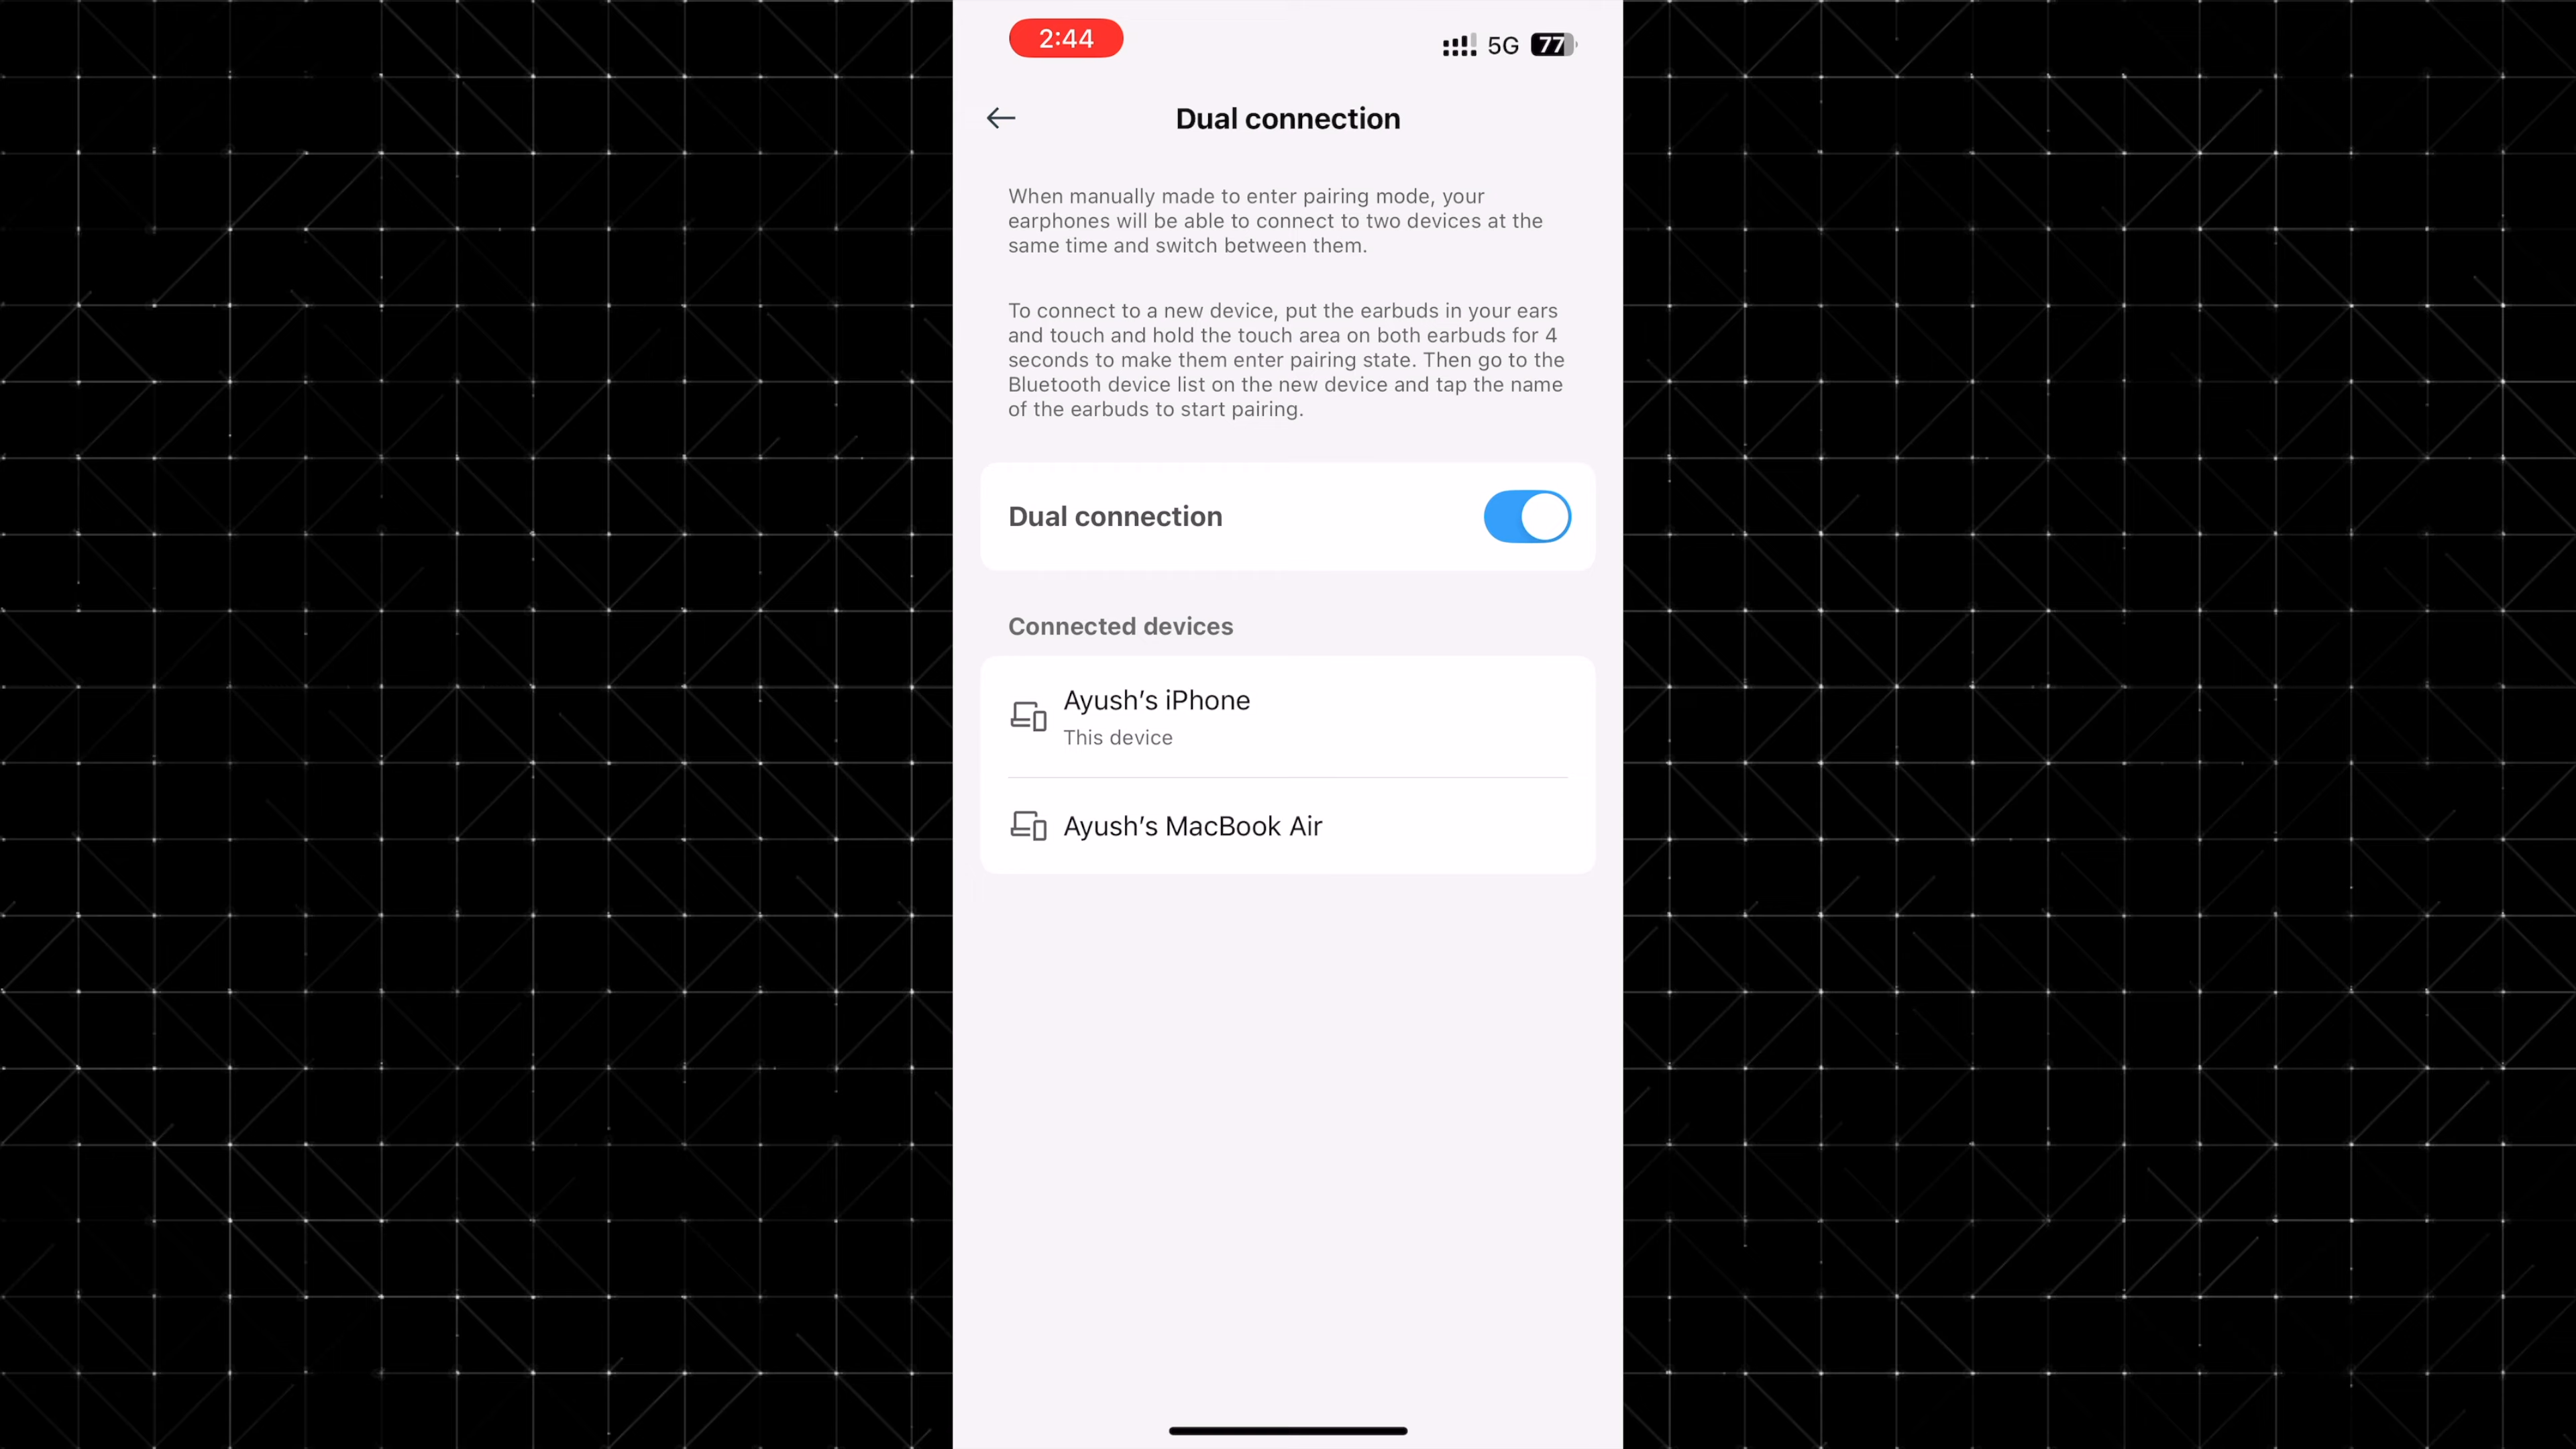 2:44
5G 77
Dual connection
When manually made to enter pairing mode, your
earphones will be able to connect to two devices at the
same time and switch between them.
To connect to a new device, put the earbuds in your ears
and touch and hold the touch area on both earbuds for 4
seconds to make them enter pairing state. Then go to the
Bluetooth device list on the new device and tap the name
of the earbuds to start pairing.
Dual connection
Connected devices
Ayush’s iPhone
This device
Ayush’s MacBook Air